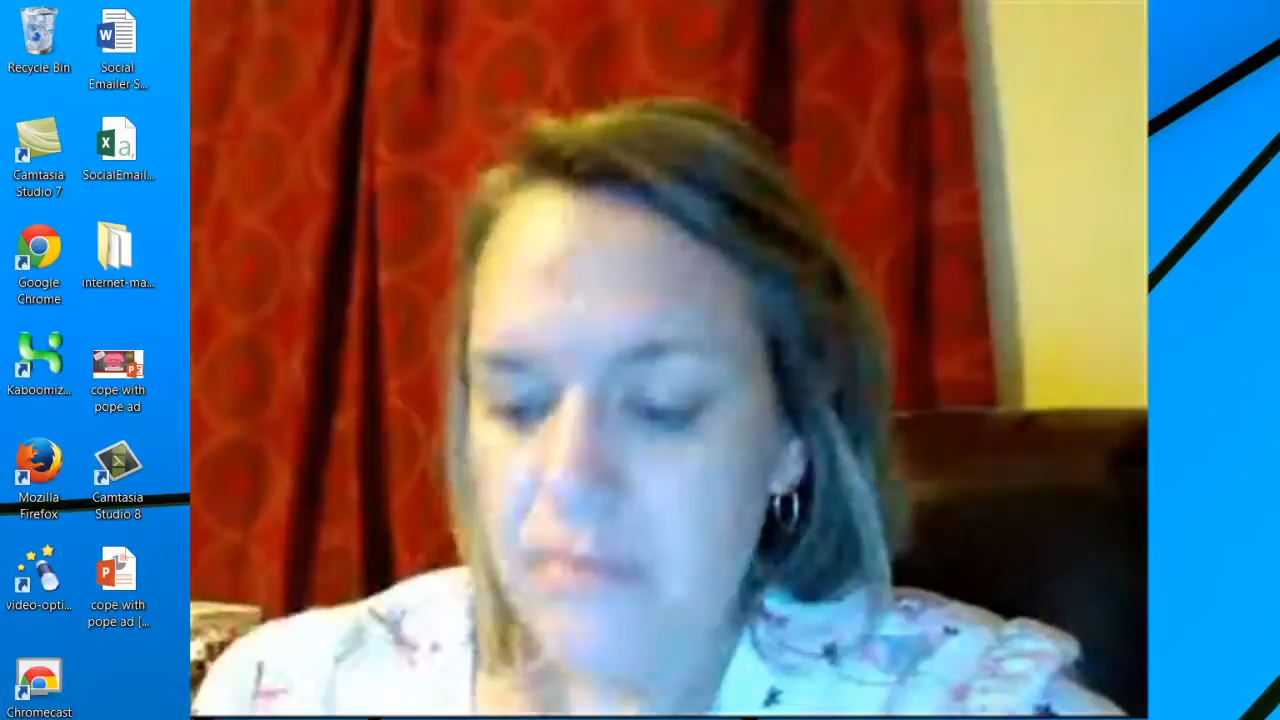 Recycle Bin
Social
Emailer S...
Camtasia
Studio 7
SocialEmail...
Google
Chrome
internet-ma...
Kaboomiz...
cope with
pope ad
Mozilla
Firefox
Camtasia
Studio 8
video-opti...
cope with
pope ad [...
Chromecast